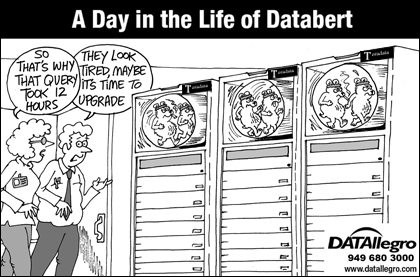 A Day in the Life of Databert
SO
THAT'S WHY
THAT QUERY
TOOK 12
HOURS
THEY LOOK
TIRED, MAYBE
ITS TIME TO
UPGRADE
Teradata
Teradata
Teradata
DATAllegro
949 680 3000
www.datallegro.com